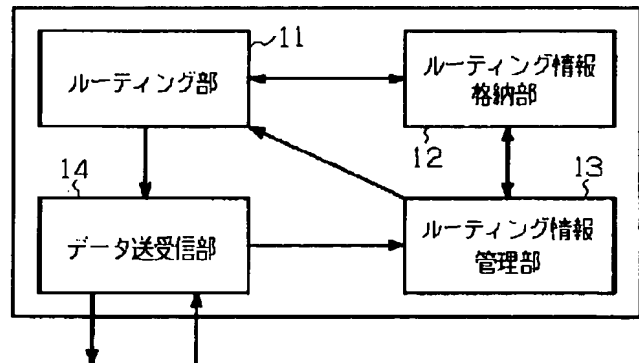 11
ルーティング部
ルーティング情報
格納部
12
14
13
データ送受信部
ルーティング情報
管理部